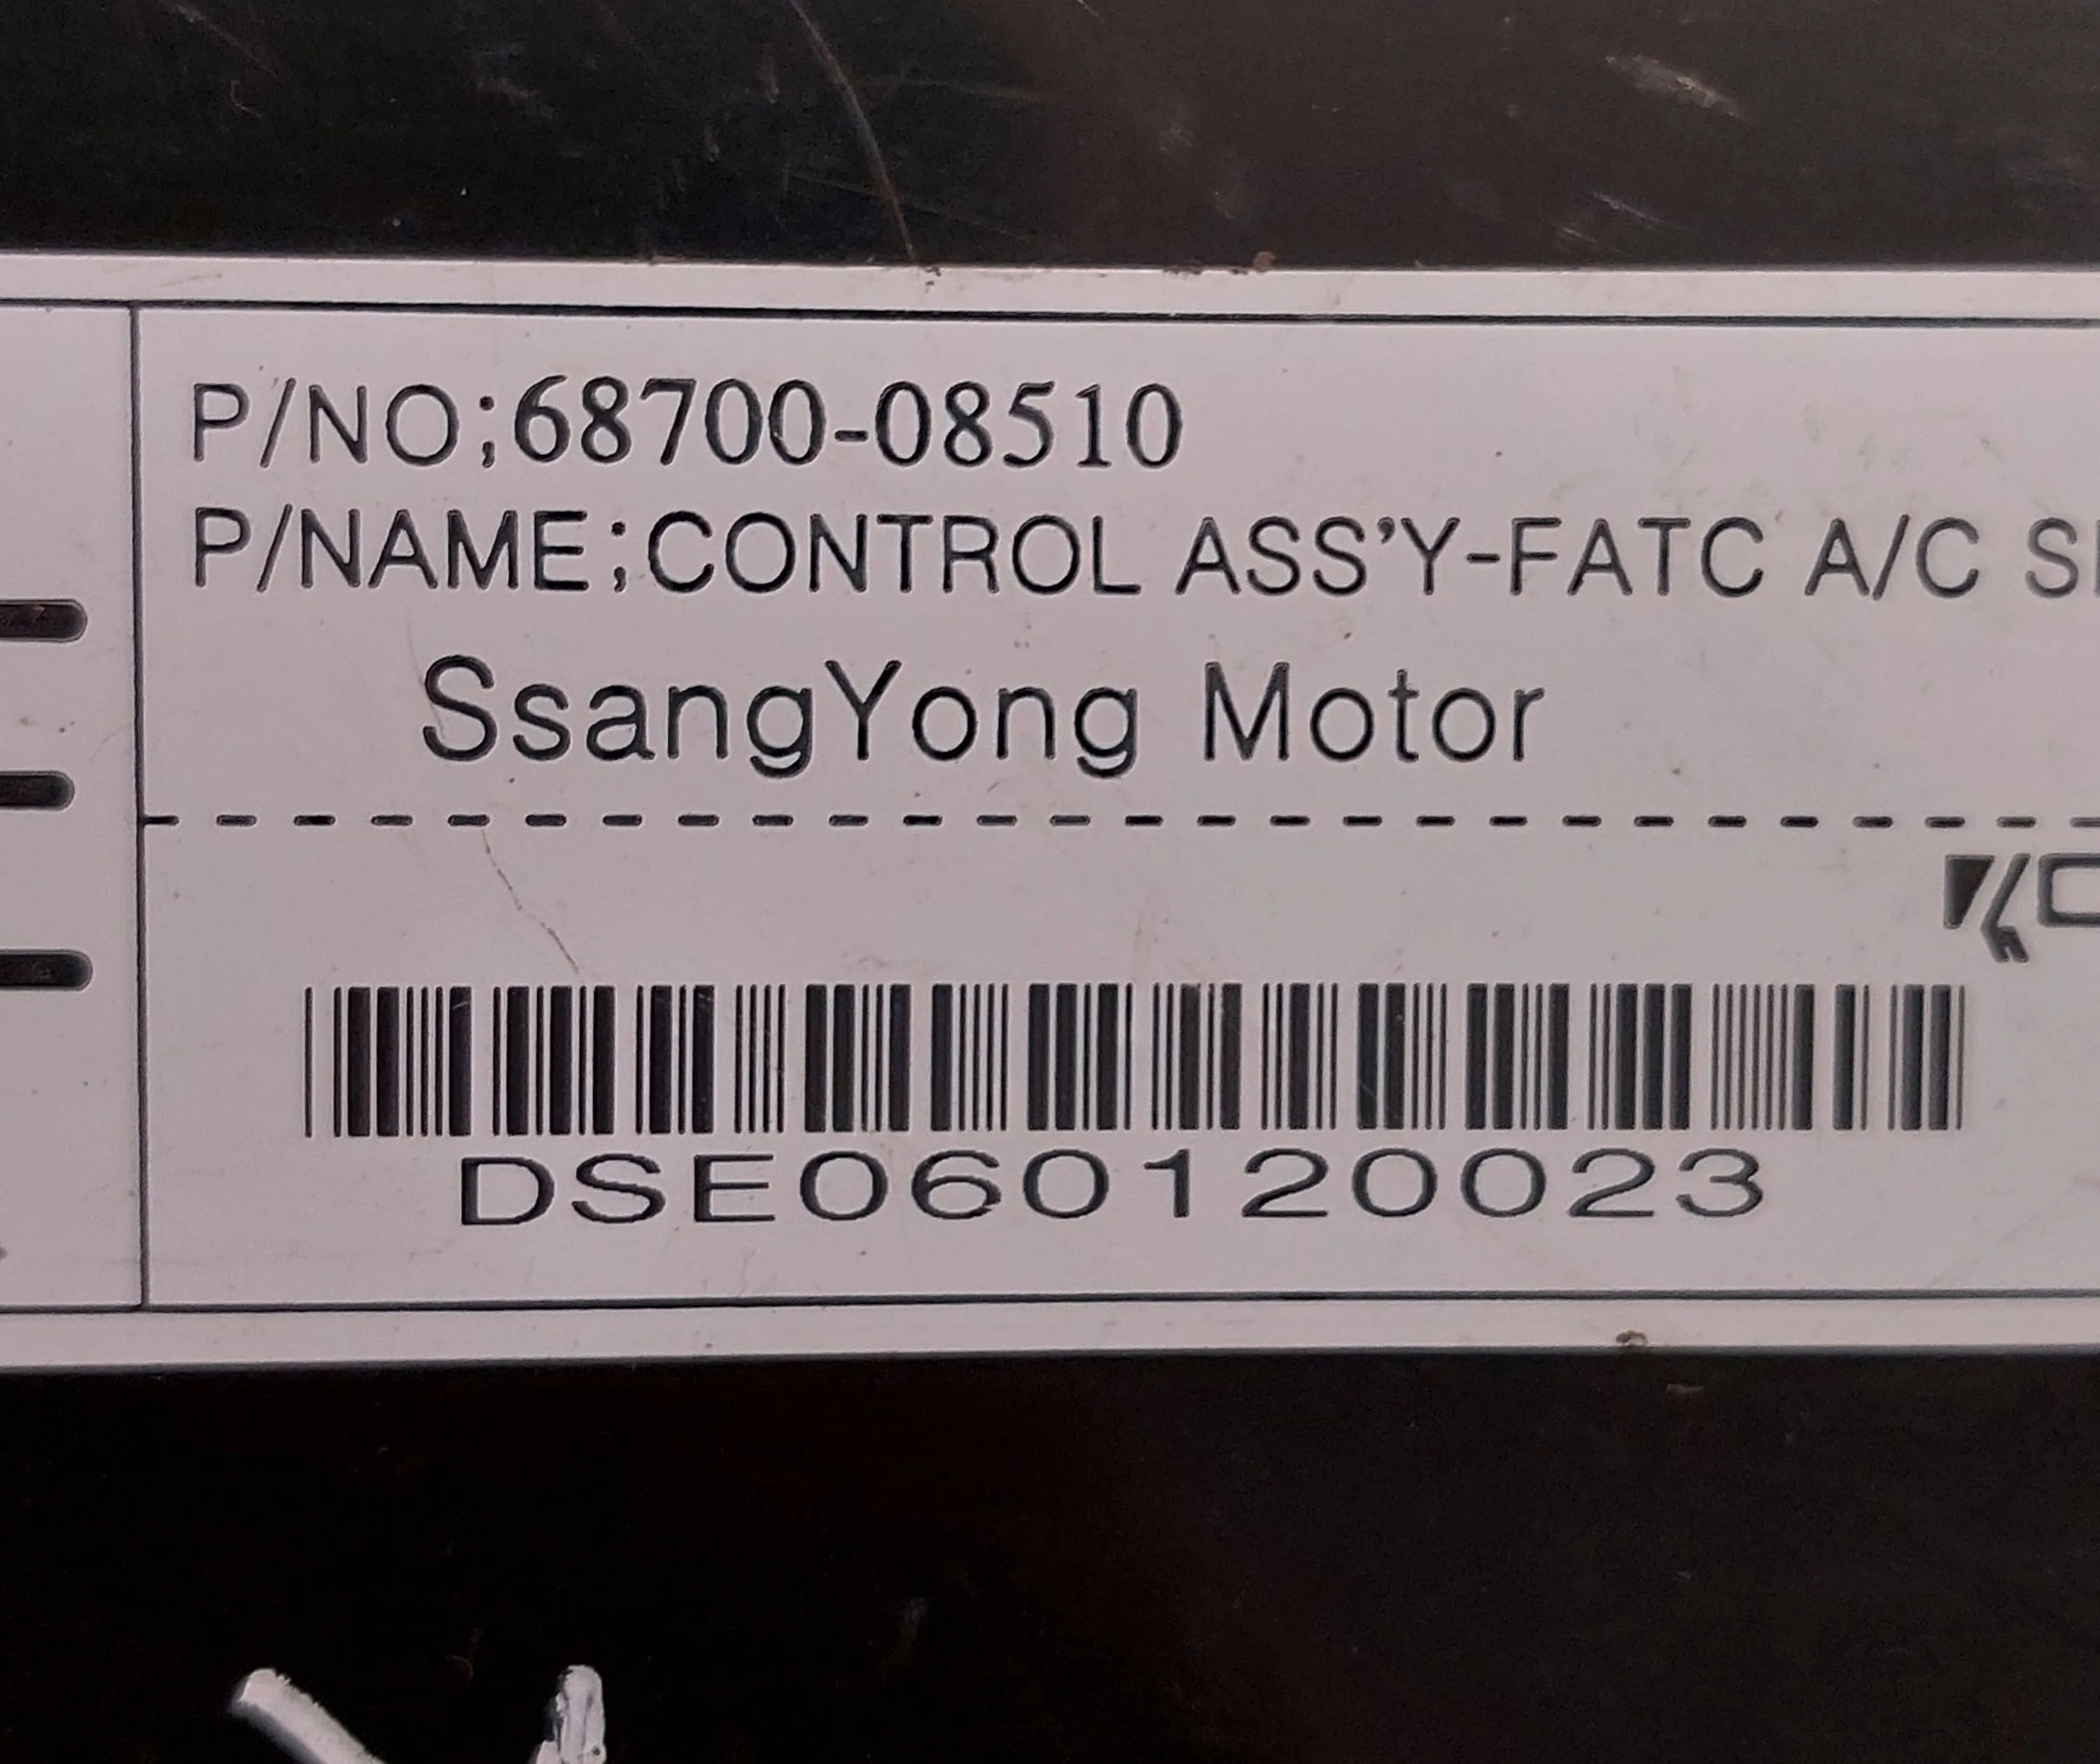 P/NO;68700-08510
P/NAME;CONTROL ASS'Y-FATC A/C
SsangYong Motor
DSE060120023